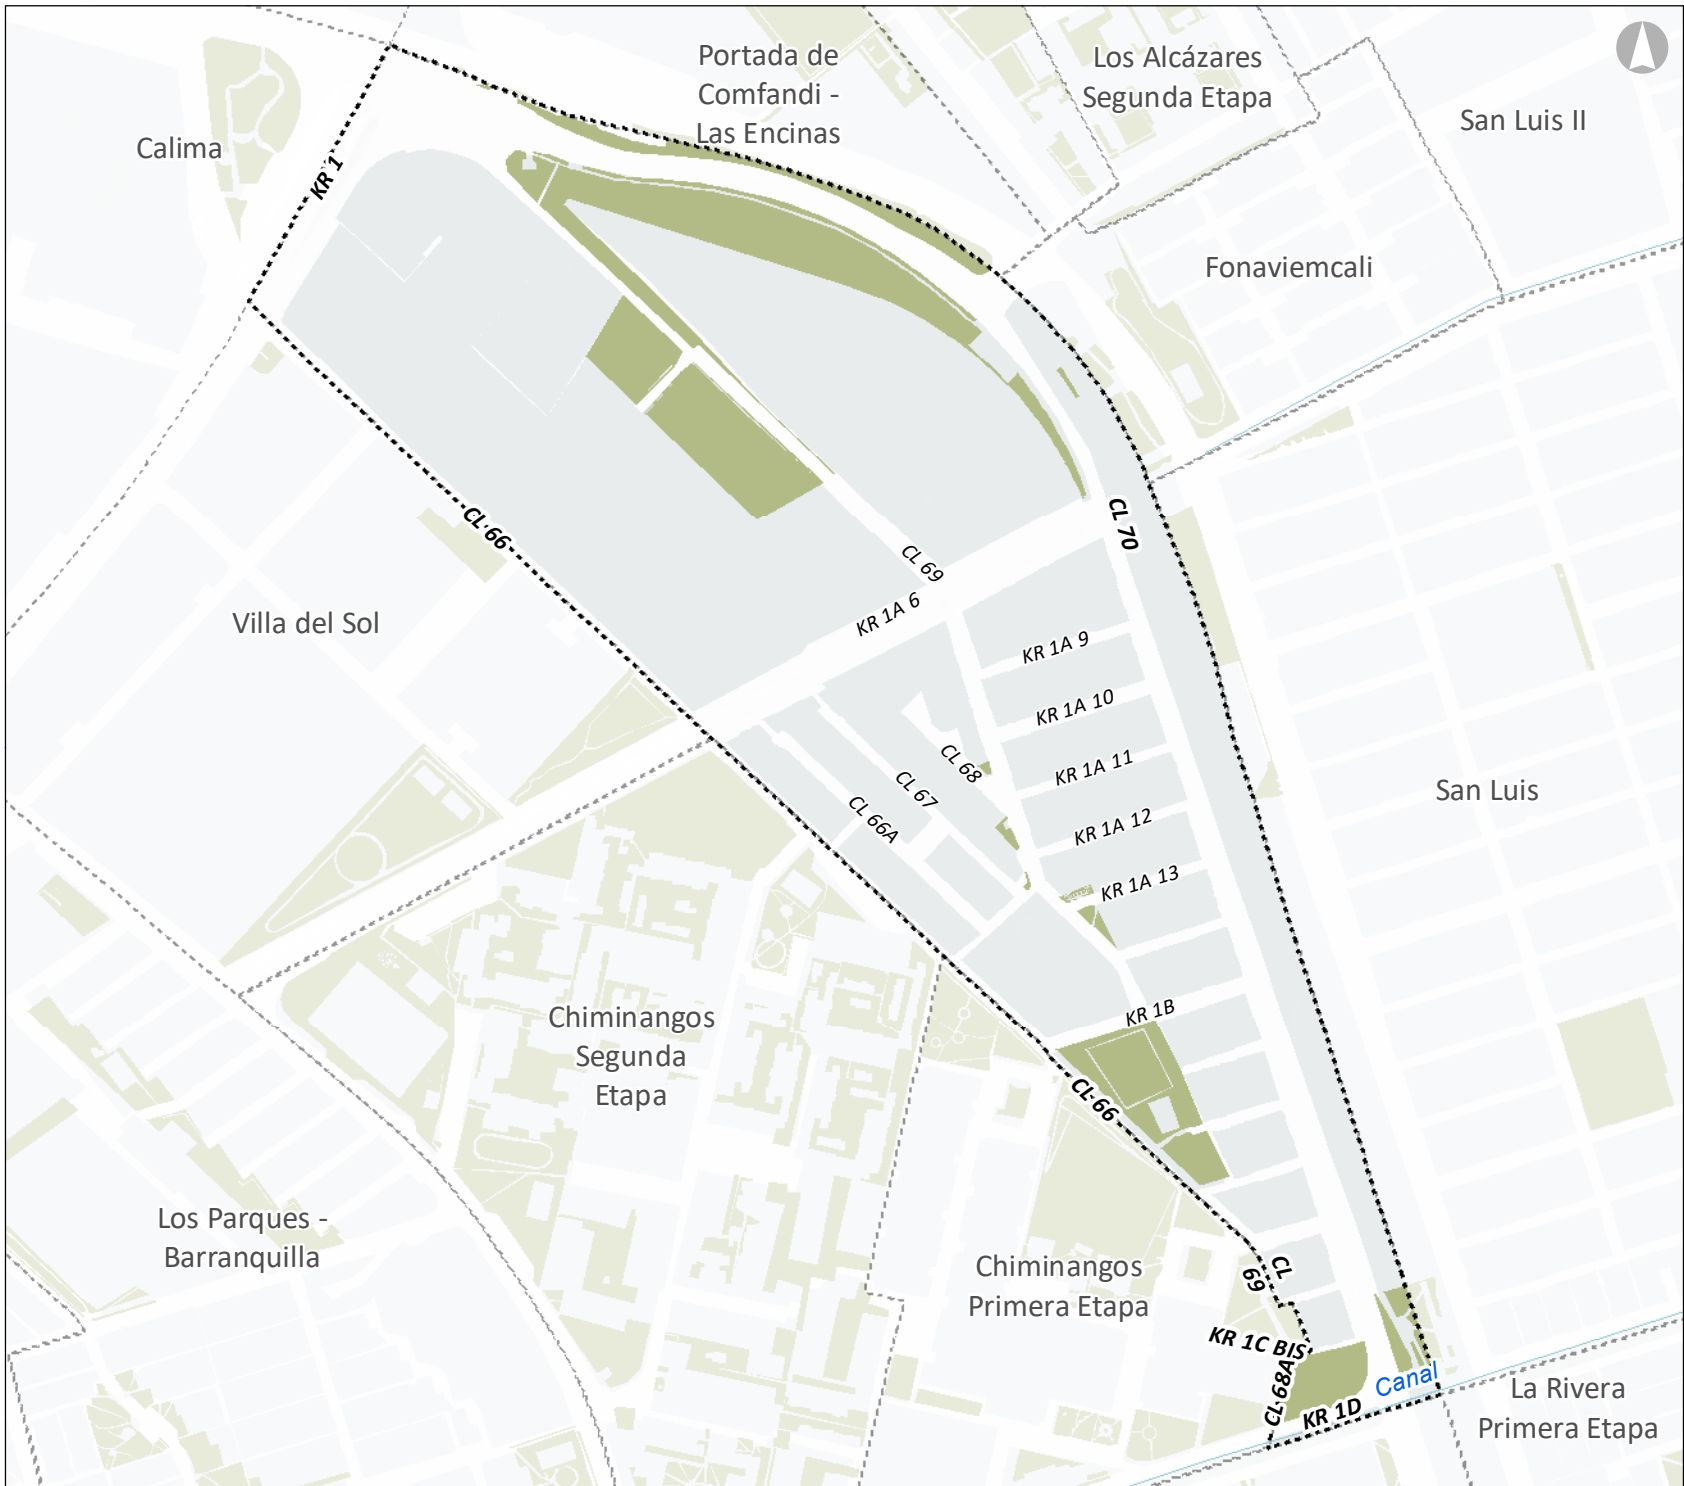 Portada de
Comfandi -
Las Encinas
Los Alcázares
Segunda Etapa
San Luis II
Calima
KR 1
Fonaviemcali
CL 66
CL 70
CL 69
KR 1A 6
Villa del Sol
KR 1A 9
KR 1A 10
CL 68
KR 1A 11
CL 67
San Luis
CL 66A
KR 1A 12
KR 1A 13
Chiminangos
Segunda
Etapa
KR 1B
CL 66
Los Parques -
Barranquilla
Chiminangos
Primera Etapa
CL
69
KR 1C BIS
CL 68A
Canal
KR 1D
La Rivera
Primera Etapa